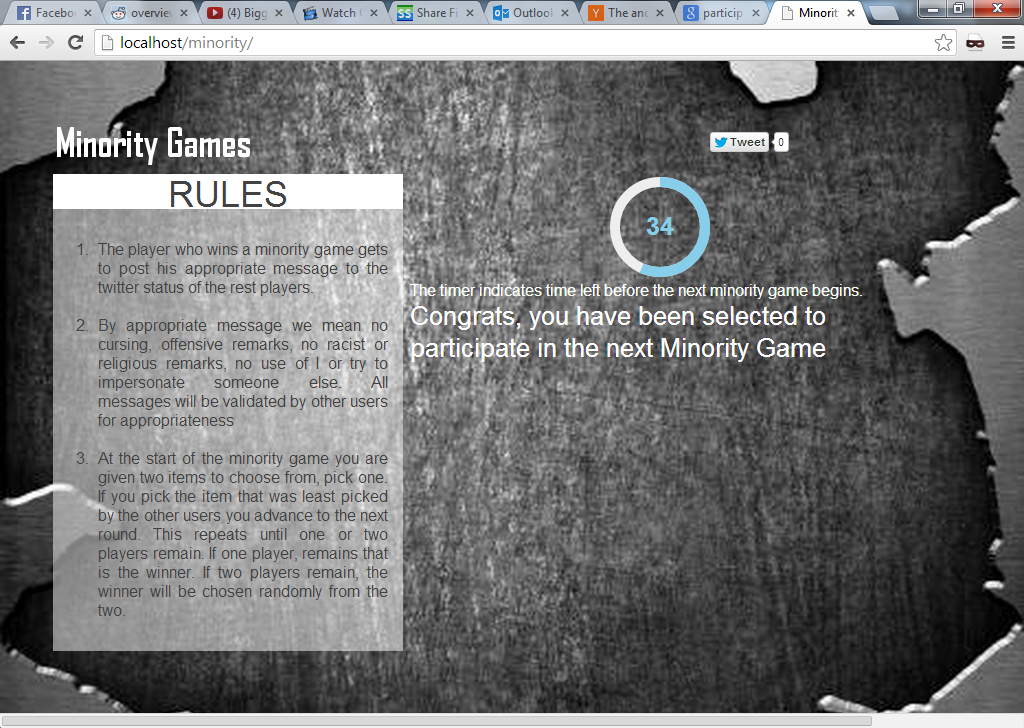 Faceboo
overview
(4) Bigg
Watch
Share Fi
Outlook
The and
particip
Minorit
localhost/minority/
Minority Games
Tweet 0
RULES
34
1. The player who wins a minority game gets
to post his appropriate message to the
twitter status of the rest players.
2. By appropriate message we mean no
cursing, offensive remarks, no racist or
religious remarks, no use of I or try to
impersonate someone else. All
messages will be validated by other users
for appropriateness
3. At the start of the minority game you are
given two items to choose from, pick one.
If you pick the item that was least picked
by the other users you advance to the next
round. This repeats until one or two
players remain. If one player, remains that
is the winner. If two players remain, the
winner will be chosen randomly from the
two.
The timer indicates time left before the next minority game begins.
Congrats, you have been selected to
participate in the next Minority Game